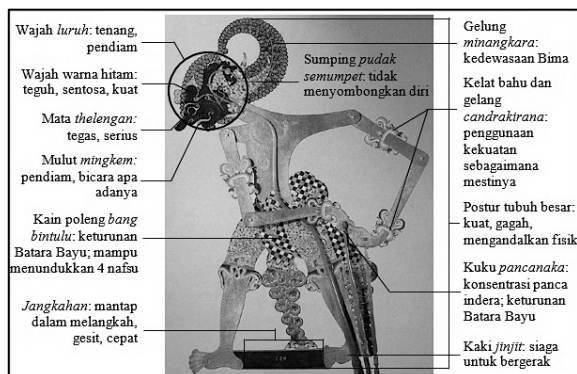 Wajah luruh: tenang,
pendiam
Wajah warna hitam:
teguh, sentosa, kuat
Mata thelengan:
tegas, serius
Mulut mingkem:
pendiam, bicara apa
adanya
Kain poleng bang
bintulu: keturunan
Batara Bayu; mampu
menundukkan 4 nafsu
Jangkahan: mantap
dalam melangkah,
gesit, cepat
Sumping pudak
semumpet: tidak
menyombongkan diri
Gelung
minangkara:
kedewasaan Bima
Kelat bahu dan
gelang
candrakirana:
penggunaan
kekuatan
sebagaimana
mestinya
Postur tubuh besar:
kuat, gagah,
mengandalkan fisik
Kuku pancanaka:
konsentrasi panca
indera; keturunan
Batara Bayu
Kaki jinjit: siaga
untuk bergerak